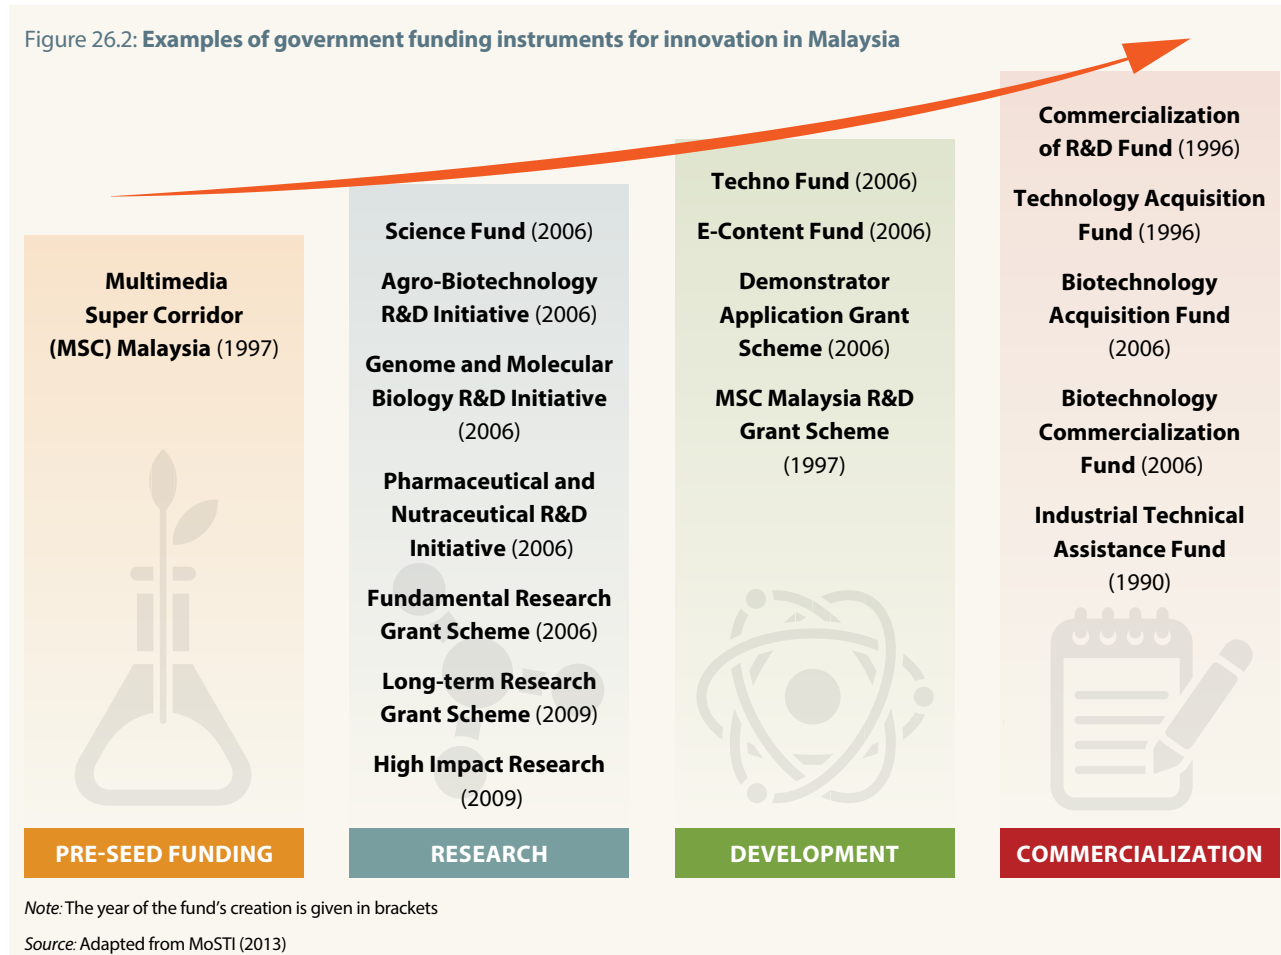 Figure 26.2: Examples of government funding instruments for innovation in Malaysia
Multimedia
Super Corridor
(MSC) Malaysia (1997)
PRE-SEED FUNDING
Science Fund (2006)
Agro-Biotechnology
R&D Initiative (2006)
Genome and Molecular
Biology R&D Initiative
(2006)
Pharmaceutical and
Nutraceutical R&D
Initiative (2006)
Fundamental Research
Grant Scheme (2006)
Long-term Research
Grant Scheme (2009)
High Impact Research
(2009)
RESEARCH
Techno Fund (2006)
E-Content Fund (2006)
Demonstrator
Application Grant
Scheme (2006)
MSC Malaysia R&D
Grant Scheme
(1997)
DEVELOPMENT
Commercialization
of R&D Fund (1996)
Technology Acquisition
Fund (1996)
Biotechnology
Acquisition Fund
(2006)
Biotechnology
Commercialization
Fund (2006)
Industrial Technical
Assistance Fund
(1990)
COMMERCIALIZATION
Note: The year of the fund's creation is given in brackets
Source: Adapted from MoSTI (2013)